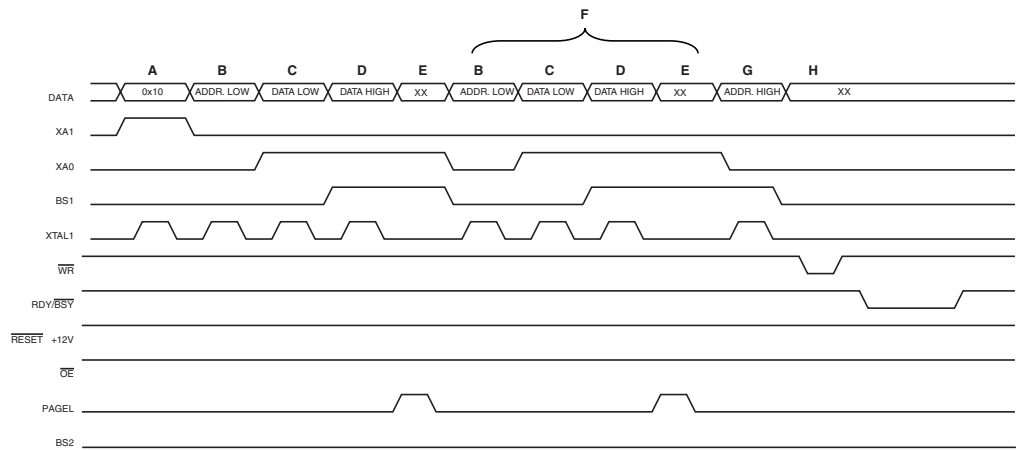 F
A B C D E B C D E G H
DATA 0x10 ADDR. LOW DATA LOW DATA HIGH XX ADDR. LOW DATA LOW DATA HIGH XX ADDR. HIGH XX
XA1
XA0
BS1
XTAL1
WR
RDY/BSY
RESET +12V
OE
PAGEL
BS2